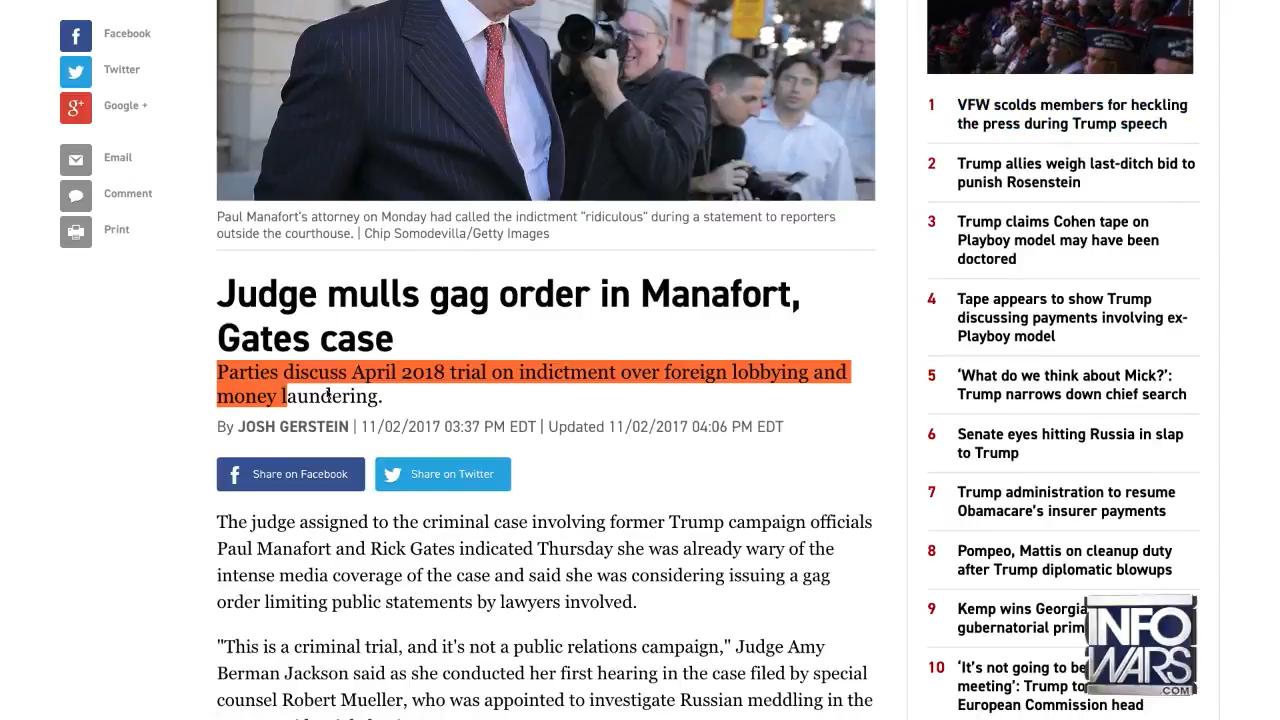 Facebook
Twitter
Google +
Email
Comment
Print
Paul Manafort's attorney on Monday had called the indictment "ridiculous" during a statement to reporters
outside the courthouse. | Chip Somodevilla/Getty Images
Judge mulls gag order in Manafort,
Gates case
Parties discuss April 2018 trial on indictment over foreign lobbying and
money laundering.
By JOSH GERSTEIN | 11/02/2017 03:37 PM EDT | Updated 11/02/2017 04:06 PM EDT
Share on Facebook
Share on Twitter
The judge assigned to the criminal case involving former Trump campaign officials
Paul Manafort and Rick Gates indicated Thursday she was already wary of the
intense media coverage of the case and said she was considering issuing a gag
order limiting public statements by lawyers involved.
"This is a criminal trial, and it's not a public relations campaign," Judge Amy
Berman Jackson said as she conducted her first hearing in the case filed by special
counsel Robert Mueller, who was appointed to investigate Russian meddling in the
1 VFW scolds members for heckling
the press during Trump speech
2 Trump allies weigh last-ditch bid to
punish Rosenstein
3 Trump claims Cohen tape on
Playboy model may have been
doctored
4 Tape appears to show Trump
discussing payments involving ex-
Playboy model
5 ‘What do we think about Mick?’:
Trump narrows down chief search
6 Senate eyes hitting Russia in slap
to Trump
7 Trump administration to resume
Obamacare's insurer payments
8 Pompeo, Mattis on cleanup duty
after Trump diplomatic blowups
9 Kemp wins Georgia
gubernatorial prim
10 ‘It's not going to be
meeting’: Trump to
European Commission head
INFO
WARS
.COM